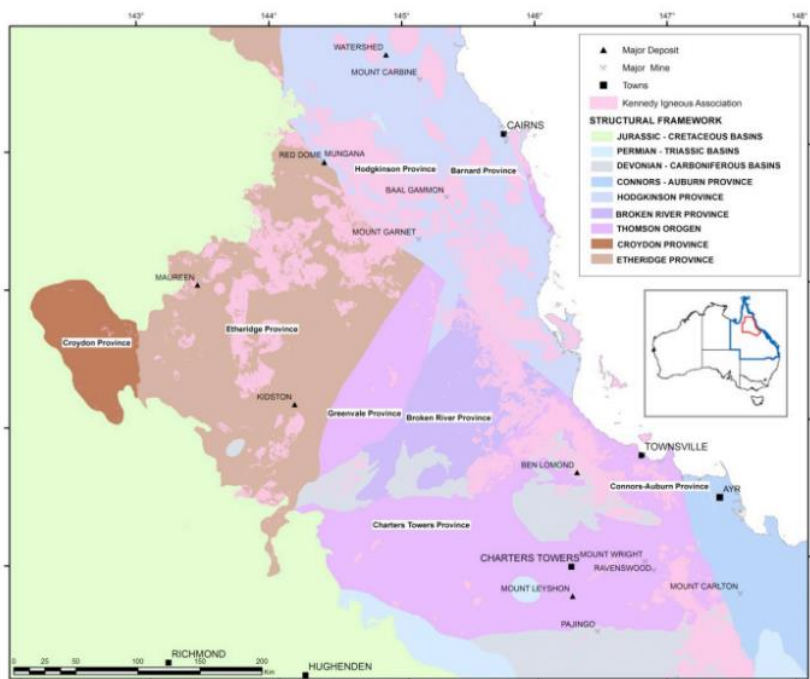 143°
144°
145°
146°
147°
148°
WATERSHED
MOUNT CARBINE
CAIRNS
RED DOME
MUNGANA
Hodgkinson Province
Barnard Province
BAAL GAMMON
MOUNT GARNET
MAUREEN
Etheridge Province
Croydon Province
KIDSTON
Greenvale Province
Broken River Province
TOWNSVILLE
BEN LOMOND
Connors-Auburn Province
AYR
Charters Towers Province
CHARTERS TOWERS
MOUNT WRIGHT
RAVENSWOOD
MOUNT LEYSHON
MOUNT CARLTON
PAJINGO
RICHMOND
HUGHENDEN
0 25 50 100 150 200
Km
Major Deposit
Major Mine
Towns
Kennedy Igneous Association
STRUCTURAL FRAMEWORK
JURASSIC - CRETACEOUS BASINS
PERMIAN - TRIASSIC BASINS
DEVONIAN - CARBONIFEROUS BASINS
CONNORS - AUBURN PROVINCE
HODGKINSON PROVINCE
BROKEN RIVER PROVINCE
THOMSON OROGEN
CROYDON PROVINCE
ETHERIDGE PROVINCE